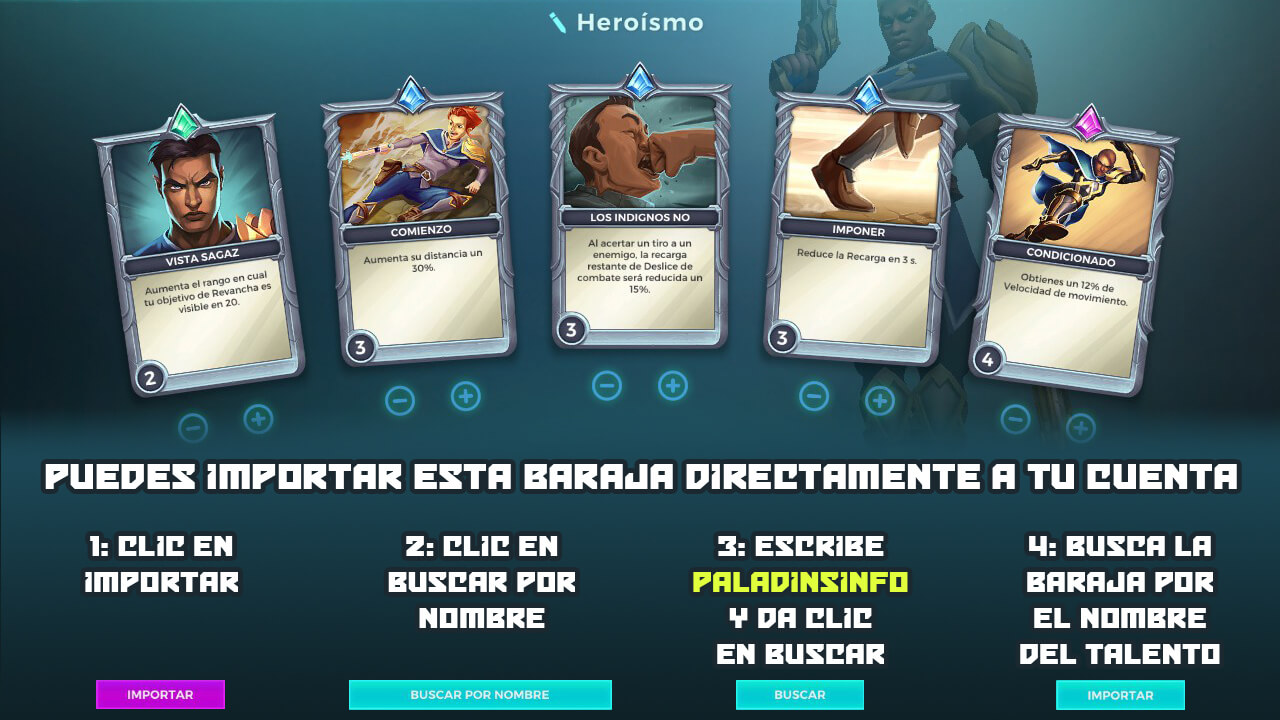 Heroísmo
VISTA SAGAZ
Aumenta el rango en cual
tu objetivo de Revancha es
visible en 20.
2
COMIENZO
Aumenta su distancia un
30%.
3
LOS INDIGNOS NO
Al acertar un tiro a un
enemigo, la recarga
restante de Deslice de
combate será reducida un
15%.
3
IMPONER
Reduce la Recarga en 3 s.
3
CONDICIONADO
Obtienes un 12% de
Velocidad de movimiento.
4
PUEDES IMPORTAR ESTA BARAJA DIRECTAMENTE A TU CUENTA
1: CLIC EN
IMPORTAR
IMPORTAR
2: CLIC EN
BUSCAR POR
NOMBRE
BUSCAR POR NOMBRE
3: ESCRIBE
PALADINSINFO
Y DA CLIC
EN BUSCAR
BUSCAR
4: BUSCA LA
BARAJA POR
EL NOMBRE
DEL TALENTO
IMPORTAR